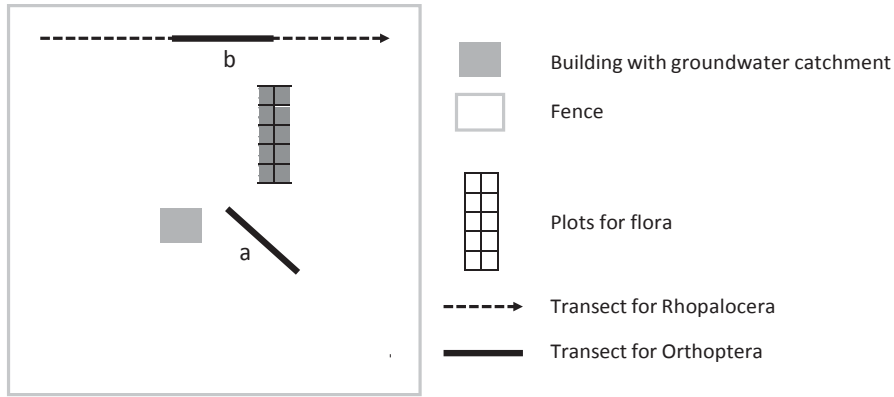 b
a
Building with groundwater catchment
Fence
Plots for flora
Transect for Rhopalocera
Transect for Orthoptera